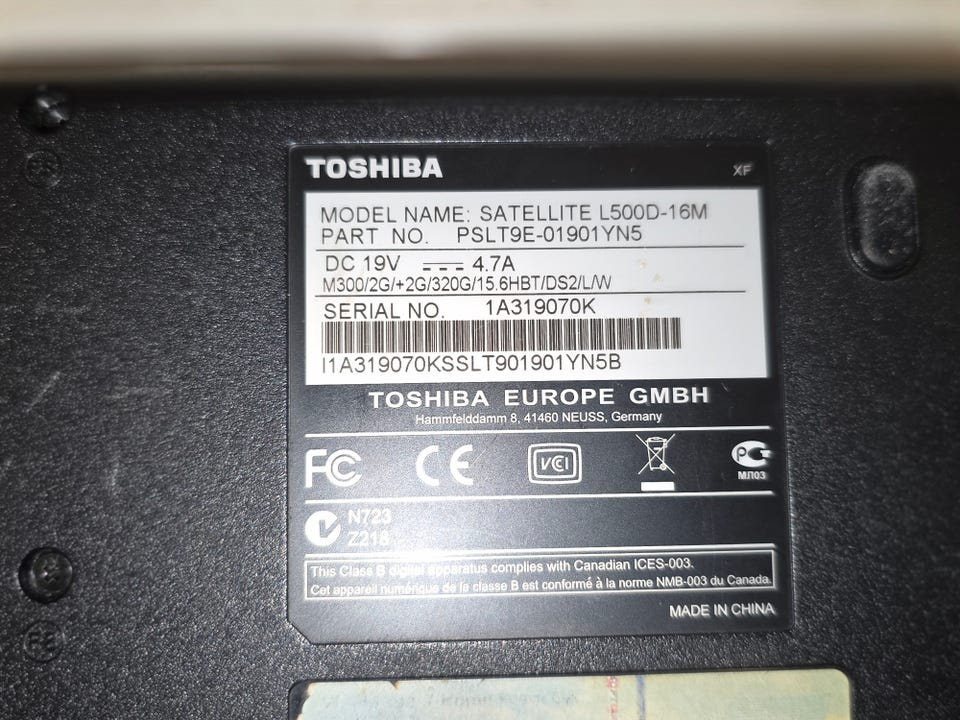 TOSHIBA XF
MODEL NAME: SATELLITE L500D-16M
PART NO. PSLT9E-01901YN5
DC 19V 4.7A
M300/2G/+2G/320G/15.6HBT/DS2/L/W
SERIAL NO. 1A319070K
I1A319070KSSLT901901YN5B
TOSHIBA EUROPE GMBH
Hammfelddamm 8, 41460 NEUSS, Germany
FC CE VCI PC
МЛ03
N723
Z218
This Class B digital apparatus complies with Canadian ICES-003.
Cet appareil numérique de la classe B est conformé à la norme NMB-003 du Canada.
MADE IN CHINA